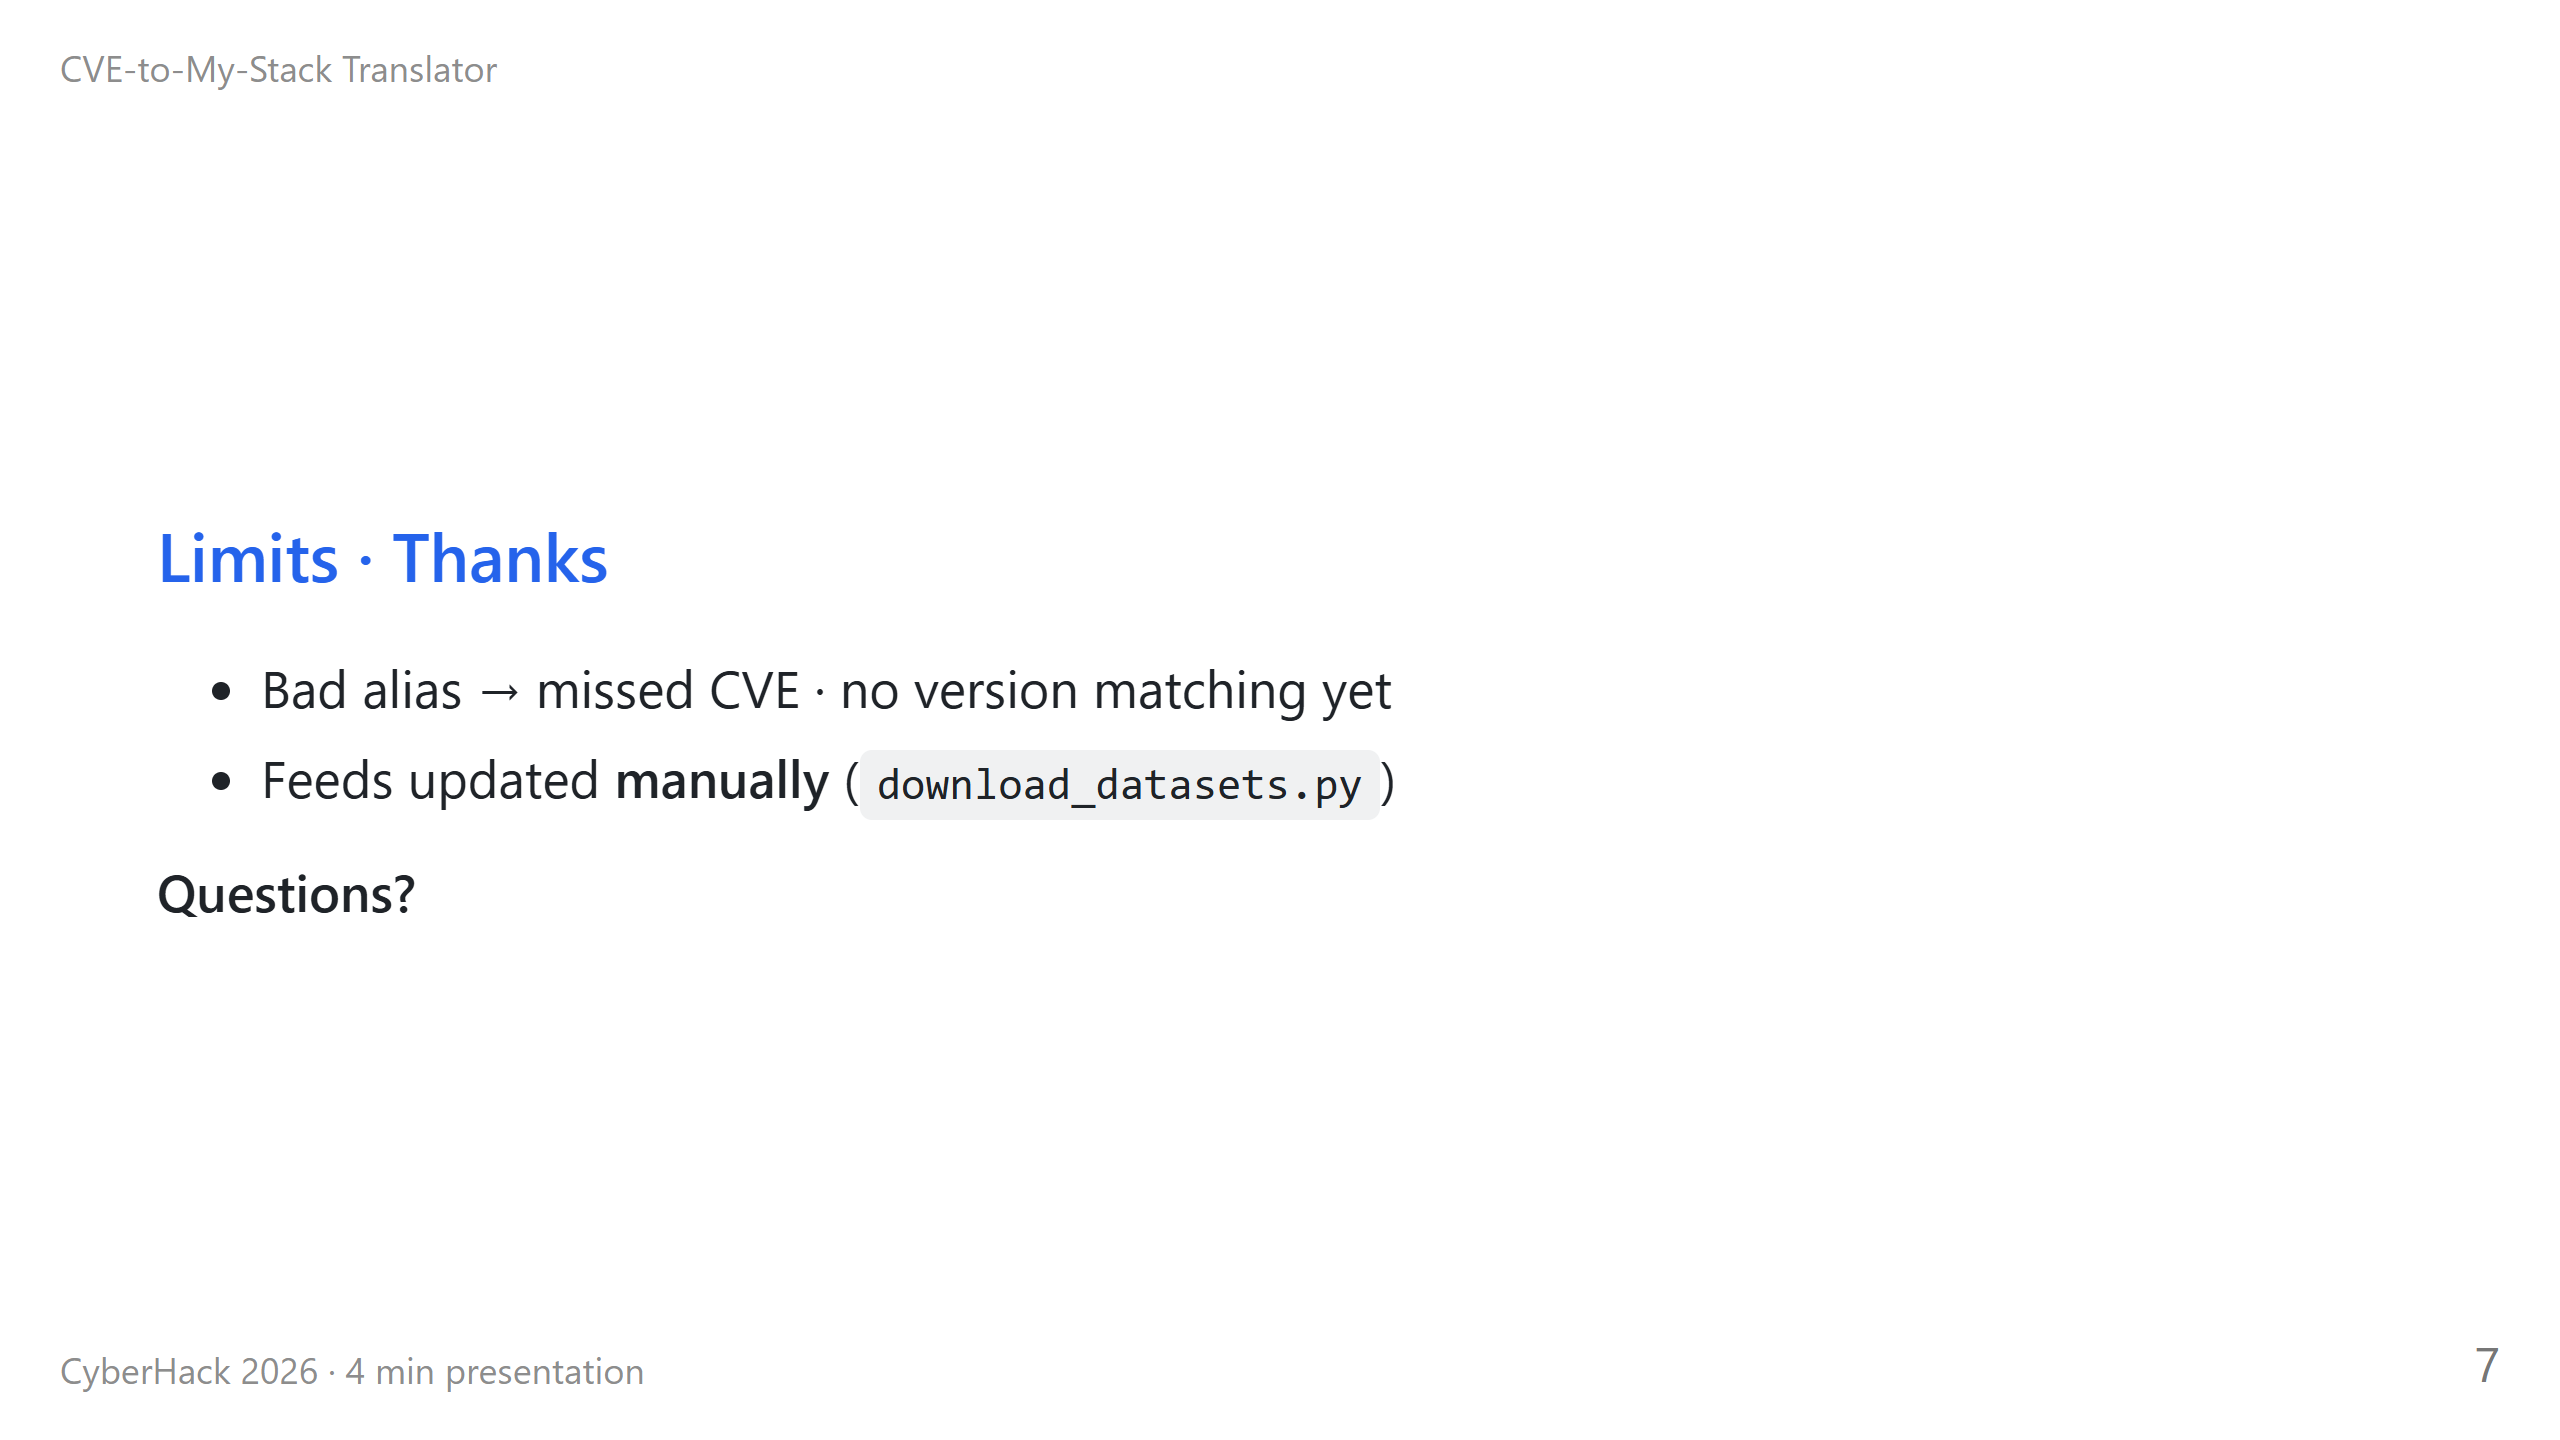 CVE-to-My-Stack Translator
Limits · Thanks
• Bad alias → missed CVE · no version matching yet
• Feeds updated manually (download_datasets.py)
Questions?
CyberHack 2026 · 4 min presentation
7